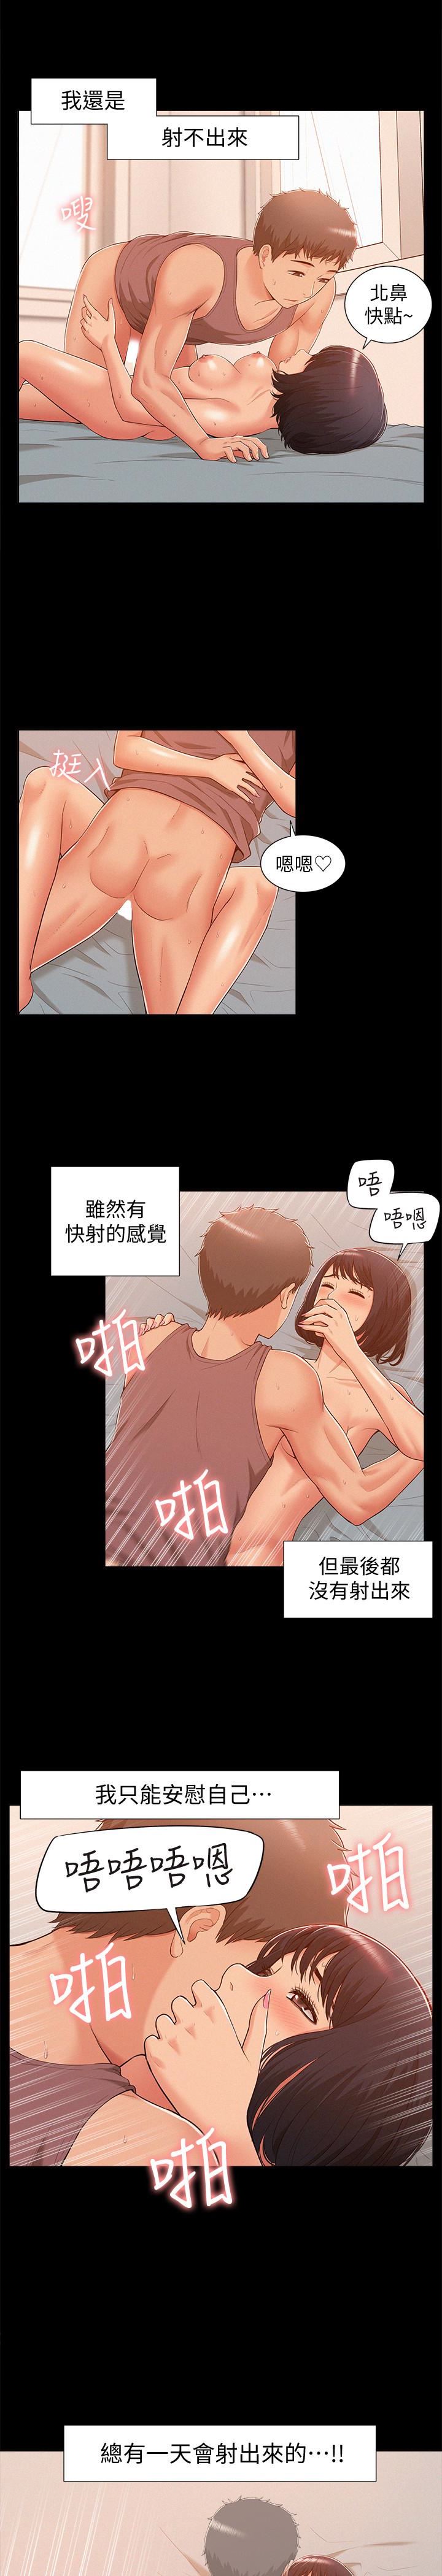 我還是
射不出來
嗖
北鼻
快點~
挺入
嗯嗯♡
雖然有
快射的感覺
唔
唔嗯
啪
啪
但最後都
沒有射出來
我只能安慰自己…
唔唔唔嗯
啪
啪
啪
總有一天會射出來的…!!